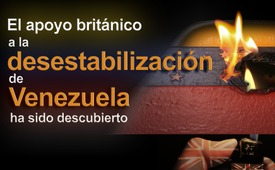 El apoyo británico
a la
desestabilización
de
Venezuela
ha sido descubierto